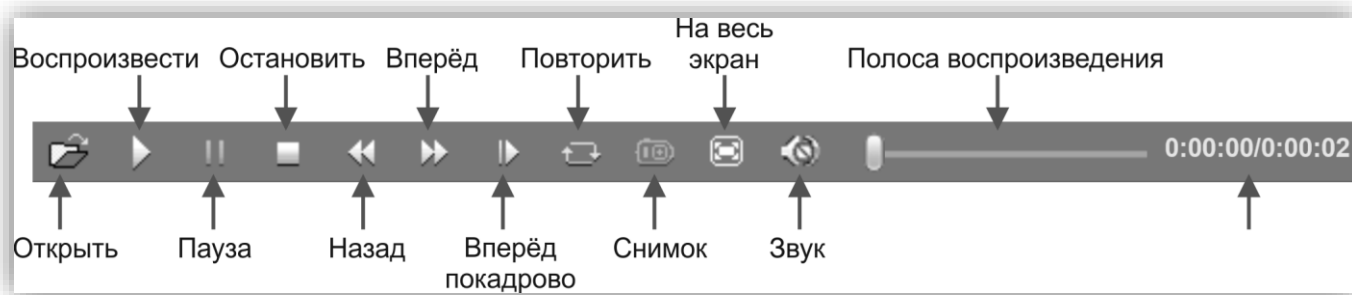 На весь
экран
Воспроизвести Остановить Вперёд Повторить Полоса воспроизведения
0:00:00/0:00:02
Открыть Пауза Назад Вперёд
покадрово
Снимок Звук